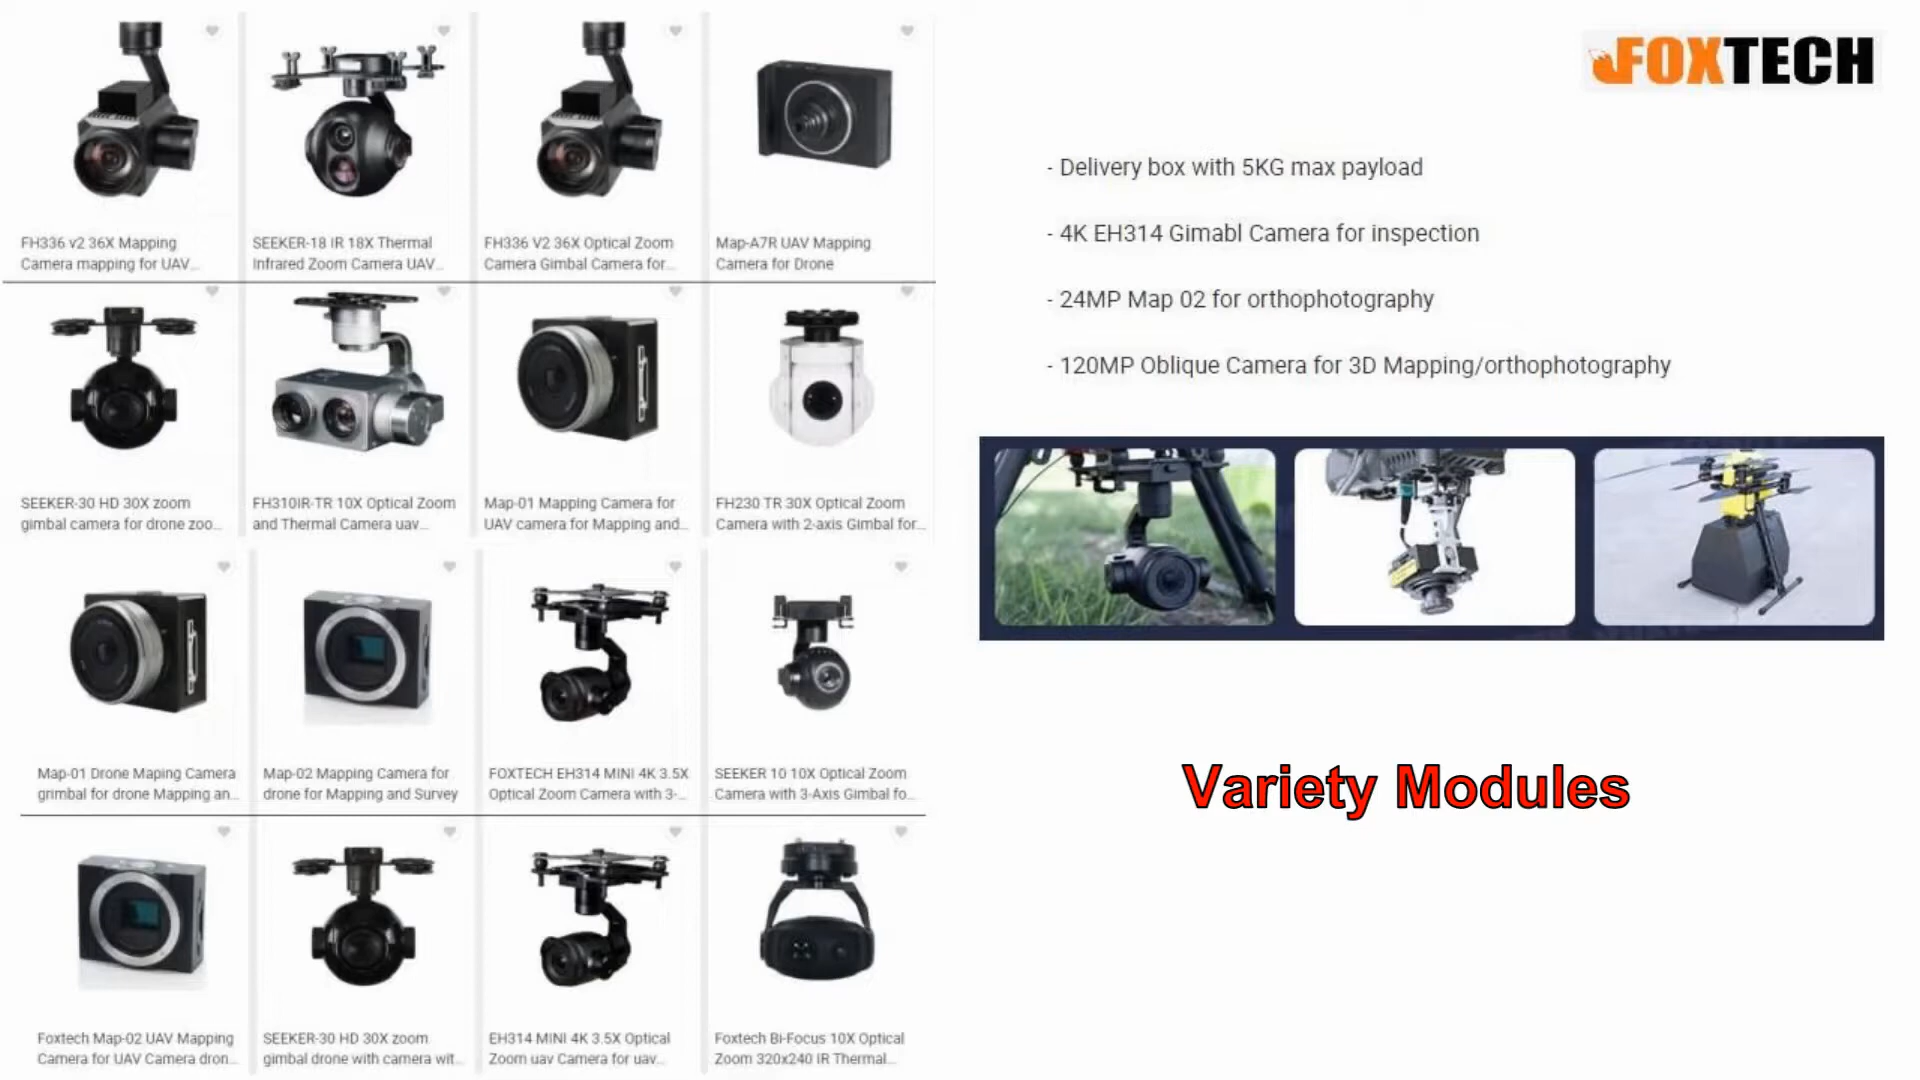 FH336 v2 36X Mapping
Camera mapping for UAV...
SEEKER-18 IR 18X Thermal
Infrared Zoom Camera UAV...
FH336 V2 36X Optical Zoom
Camera Gimbal Camera for...
Map-A7R UAV Mapping
Camera for Drone
SEEKER-30 HD 30X zoom
gimbal camera for drone zoo...
FH310IR-TR 10X Optical Zoom
and Thermal Camera uav...
Map-01 Mapping Camera for
UAV camera for Mapping and...
FH230 TR 30X Optical Zoom
Camera with 2-axis Gimbal for...
Map-01 Drone Maping Camera
grimbal for drone Mapping an...
Map-02 Mapping Camera for
drone for Mapping and Survey
FOXTECH EH314 MINI 4K 3.5X
Optical Zoom Camera with 3-...
SEEKER 10 10X Optical Zoom
Camera with 3-Axis Gimbal fo...
Foxtech Map-02 UAV Mapping
Camera for UAV Camera dron...
SEEKER-30 HD 30X zoom
gimbal drone with camera wit...
EH314 MINI 4K 3.5X Optical
Zoom uav Camera for uav...
Foxtech Bi-Focus 10X Optical
Zoom 320x240 IR Thermal...
FOXTECH
- Delivery box with 5KG max payload
- 4K EH314 Gimabl Camera for inspection
- 24MP Map 02 for orthophotography
- 120MP Oblique Camera for 3D Mapping/orthophotography
Variety Modules